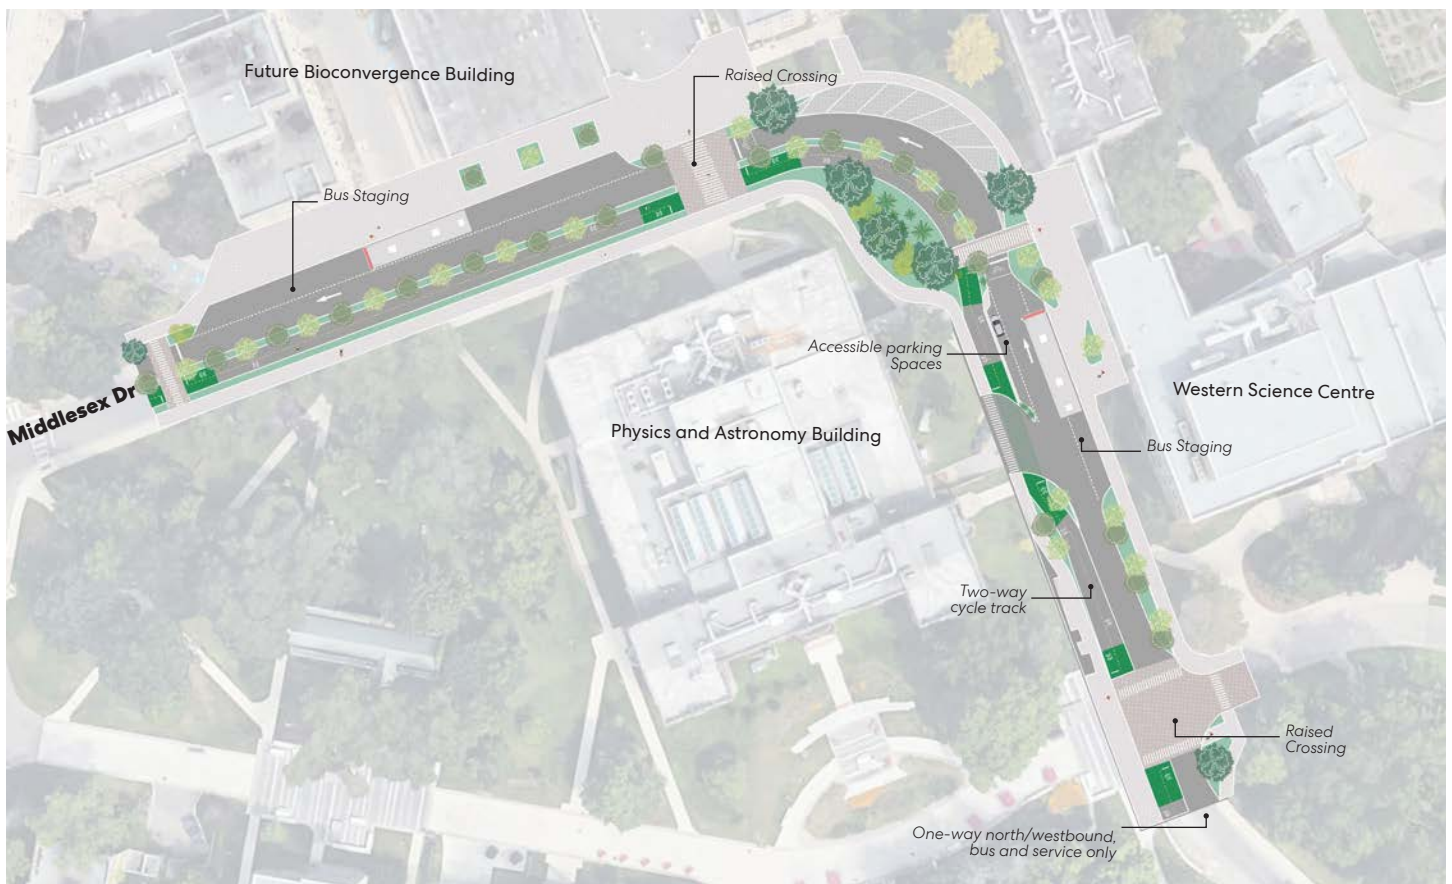 Future Bioconvergence Building
Raised Crossing
Bus Staging
Accessible parking
Spaces
Western Science Centre
Middlesex Dr
Physics and Astronomy Building
Bus Staging
Two-way
cycle track
Raised
Crossing
One-way north/westbound,
bus and service only